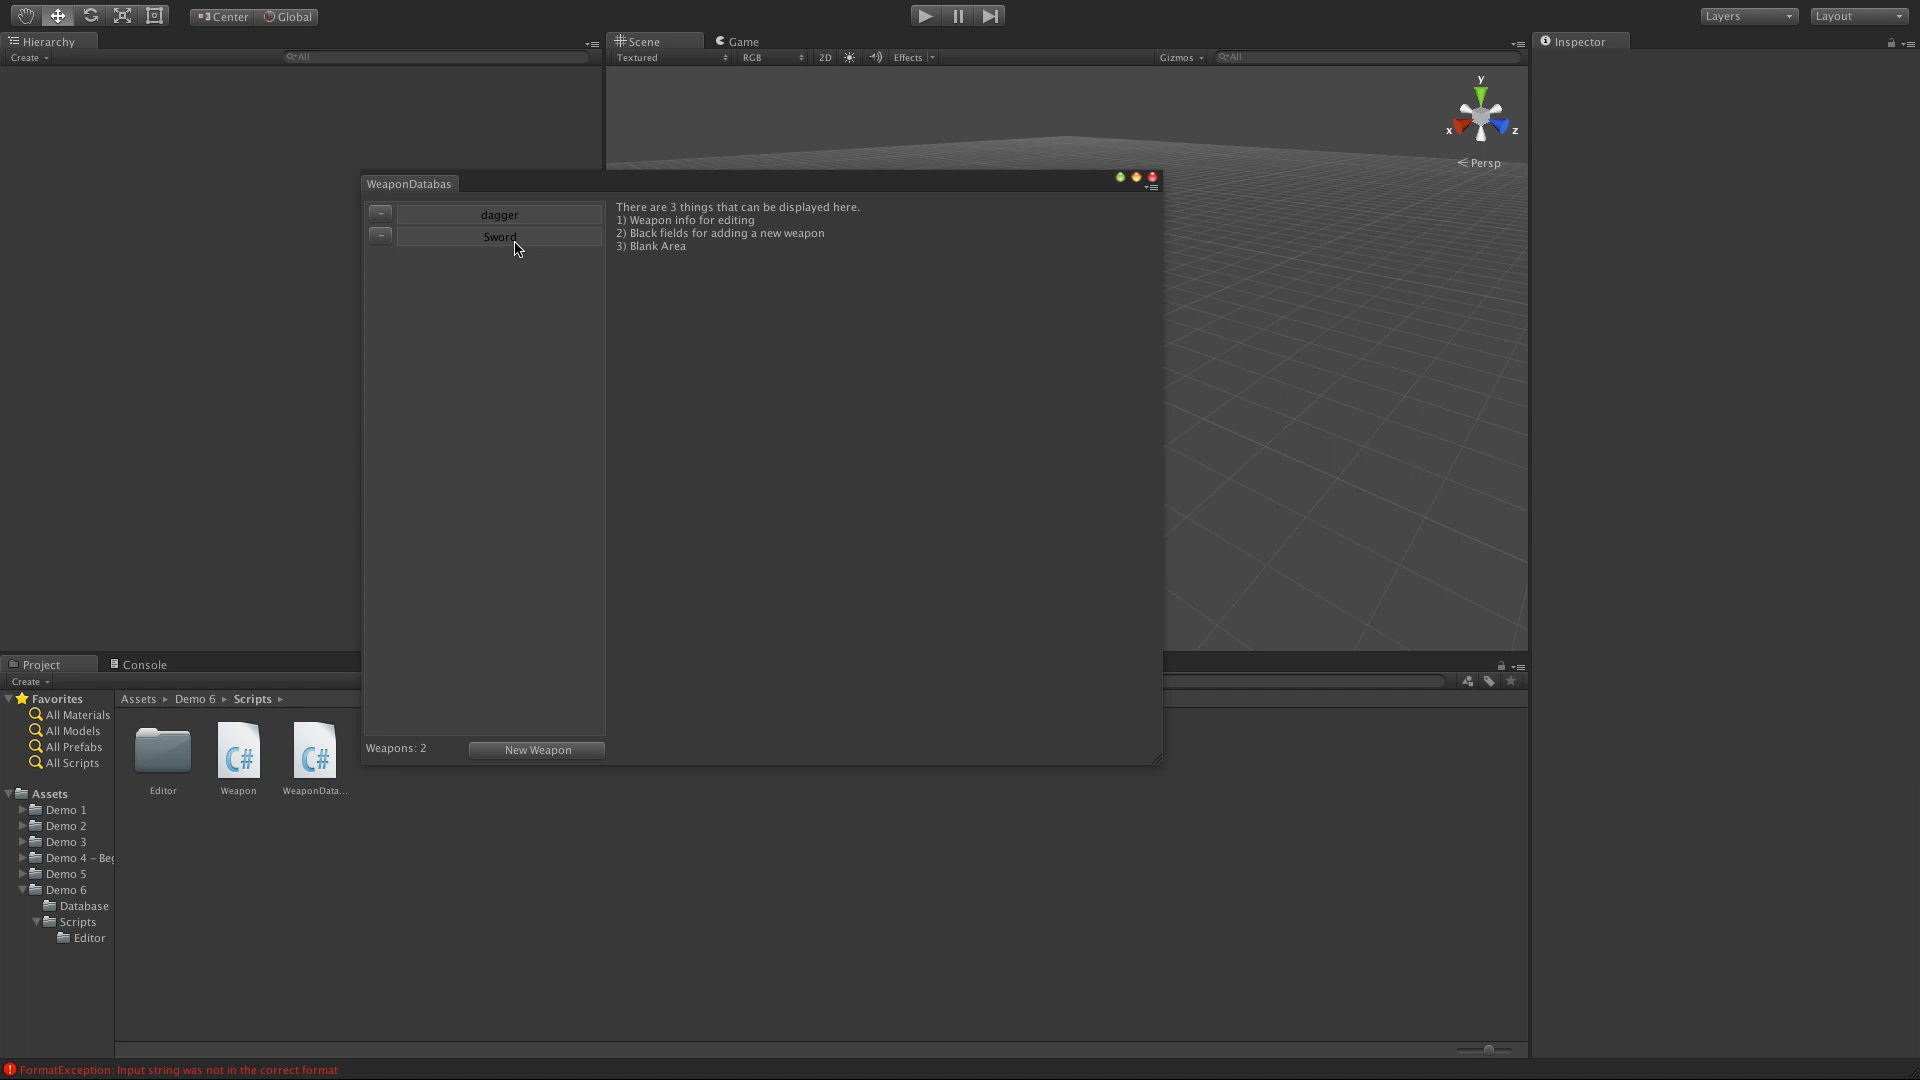 Center Global Layers Layout
Hierarchy Scene Game Inspector
Create All Textured RGB 2D Effects Gizmos All
y
x z
Persp
WeaponDatabas
- dagger
- Sword
There are 3 things that can be displayed here.
1) Weapon info for editing
2) Black fields for adding a new weapon
3) Blank Area
Weapons: 2 New Weapon
Project Console
Create
Favorites
All Materials
All Models
All Prefabs
All Scripts
Assets
Demo 1
Demo 2
Demo 3
Demo 4 - Beg
Demo 5
Demo 6
Database
Scripts
Editor
Assets Demo 6 Scripts
C# C#
Editor Weapon WeaponData...
FormatException: Input string was not in the correct format